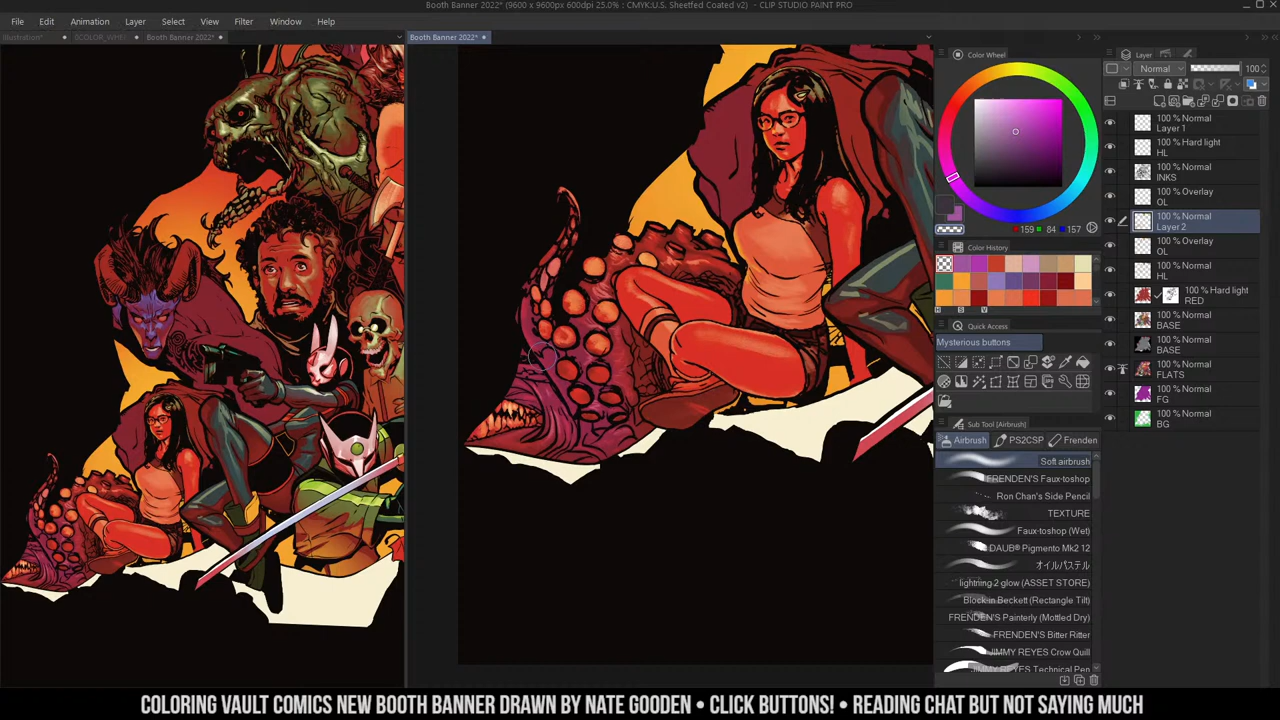 Booth Banner 2022* (9600 x 9600px 600dpi 25.0% : CMYK:U.S. Sheetfed Coated v2) - CLIP STUDIO PAINT PRO
File Edit Animation Layer Select View Filter Window Help
Illustration* Booth Banner 2022* Booth Banner 2022*
Color Wheel
159 84 157
Color History
H S V
Quick Access
Mysterious buttons
Sub Tool [Airbrush]
Airbrush PS2CSP Frenden
Soft airbrush
FRENDEN'S Faux-toshop
Ron Chan's Side Pencil
TEXTURE
Faux-toshop (Wet)
DAUB® Pigmento Mk2 12
オイルパステル
lightning 2 glow (ASSET STORE)
Block-in Beckett (Rectangle Tilt)
FRENDEN'S Painterly (Mottled Dry)
FRENDEN'S Bitter Ritter
JIMMY REYES Crow Quill
JIMMY REYES Technical Pen
Layer
Normal 100
100 % Normal
Layer 1
100 % Hard light
HL
100 % Normal
INKS
100 % Overlay
OL
100 % Normal
Layer 2
100 % Overlay
OL
100 % Normal
HL
100 % Hard light
RED
100 % Normal
BASE
100 % Normal
BASE
100 % Normal
FLATS
100 % Normal
FG
100 % Normal
BG
COLORING VAULT COMICS NEW BOOTH BANNER DRAWN BY NATE GOODEN • CLICK BUTTONS! • READING CHAT BUT NOT SAYING MUCH